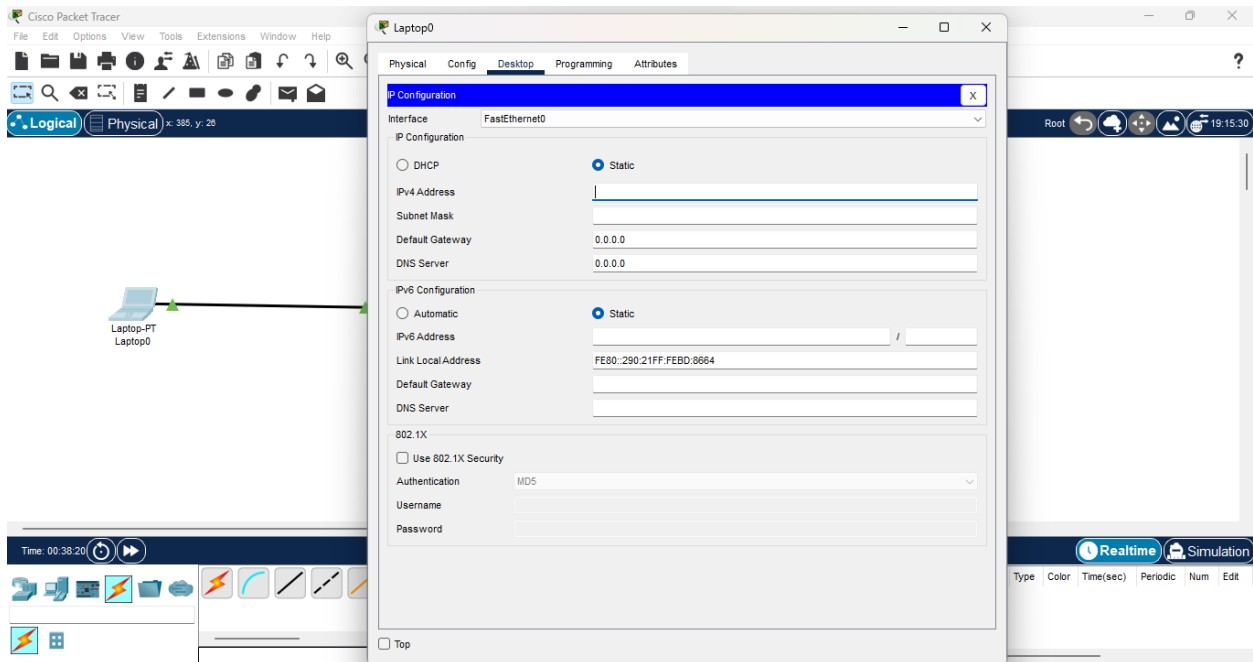 Cisco Packet Tracer
File Edit Options View Tools Extensions Window Help
Logical Physical x: 385, y: 26
Root 19:15:30
Laptop-PT
Laptop0
Laptop0
Physical Config Desktop Programming Attributes
IP Configuration X
Interface FastEthernet0
IP Configuration
DHCP Static
IPv4 Address
Subnet Mask
Default Gateway 0.0.0.0
DNS Server 0.0.0.0
IPv6 Configuration
Automatic Static
IPv6 Address /
Link Local Address FE80::290:21FF:FEBD:8664
Default Gateway
DNS Server
802.1X
Use 802.1X Security
Authentication MD5
Username
Password
Top
Time: 00:38:20
Realtime Simulation
Type Color Time(sec) Periodic Num Edit
?